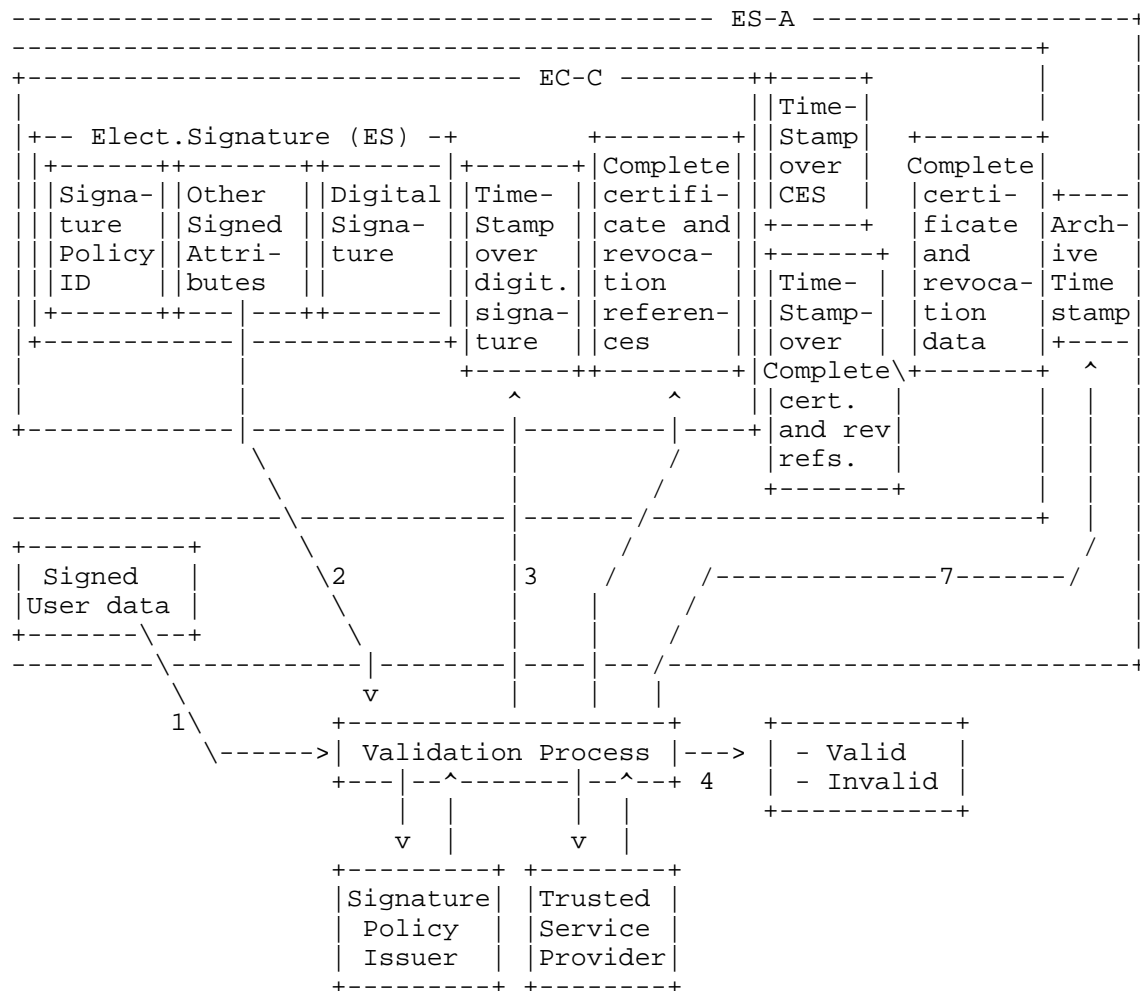 ------------------------------------------- ES-A --------------------+
----------------------------------------------------------------+     |
+------------------------------- EC-C --------++-----+          |     |
|                                             ||Time-|          |     |
|+-- Elect.Signature (ES) -+        +--------+||Stamp|  +-------+     |
||+------++-------++-------|+------+|Complete|||over |  Complete|     |
|||Signa-||Other  ||Digital||Time- ||certifi-|||CES  |  |certi- |+----|
|||ture  ||Signed ||Signa- ||Stamp ||cate and||+-----+  |ficate ||Arch-|
|||Policy||Attri- ||ture   ||over  ||revoca- ||+------+ |and    ||ive  |
|||ID    ||butes  ||       ||digit.||tion    |||Time- | |revoca-|Time  |
||+------++---|---++-------||signa-||referen-|||Stamp-| |tion   |stamp|
|+------------|------------+|ture  ||ces     |||over  | |data   |+----|
|             |             +------++--------+|Complete\+-------+  ^  |
|             |                ^         ^    ||cert.  |        |  |  |
+-------------|----------------|---------|----+|and rev|        |  |  |
               \               |        /      |refs.  |        |  |  |
                \              |       /       +-------+        |  |  |
-----------------\-------------|------/-------------------------+  |  |
+----------+      \            |     /                            /   |
| Signed   |       \2          |3   /     /--------------7-------/    |
|User data |        \          |   |     /                            |
+-------\--+         \         |   |    /                             |
---------\------------|--------|---|---/------------------------------+
          \           v        |   |  |
          1\        +--------------------+     +-----------+
            \------>| Validation Process |---> | - Valid   |
                    +---|--^-------|--^--+ 4   | - Invalid |
                        |  |       |  |        +-----------+
                        v  |       v  |
                    +---------+ +--------+
                    |Signature| |Trusted |
                    | Policy  | |Service |
                    | Issuer  | |Provider|
                    +---------+ +--------+